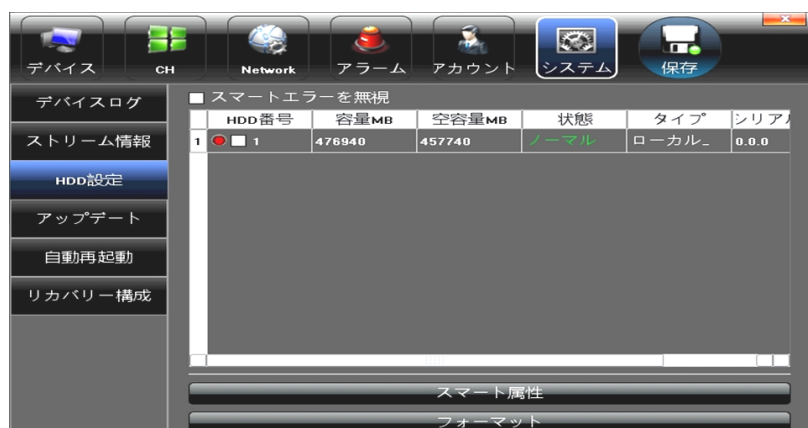 デバイス CH Network アラーム アカウント システム 保存
デバイスログ
ストリーム情報
HDD設定
アップデート
自動再起動
リカバリー構成
スマートエラーを無視
HDD番号 容量MB 空容量MB 状態 タイプ シリアル
1 1 476940 457740 ノーマル ローカル_ 0.0.0
スマート属性
フォーマット